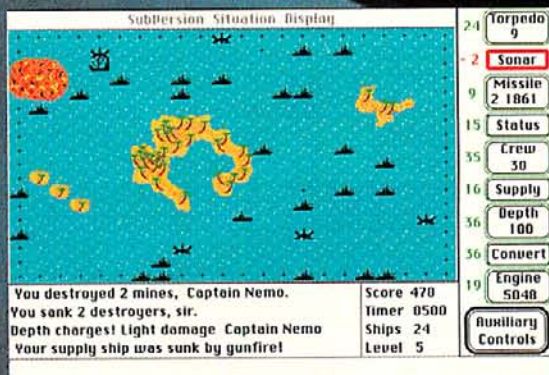 SubVersion Situation Display
You destroyed 2 mines, Captain Nemo.
You sank 2 destroyers, sir.
Depth charges! Light damage Captain Nemo
Your supply ship was sunk by gunfire!
Score 470
Timer 0500
Ships 24
Level 5
24 Torpedo
9
-2 Sonar
9 Missile
2 1861
15 Status
35 Crew
30
16 Supply
36 Depth
100
36 Convert
19 Engine
5048
Auxiliary
Controls